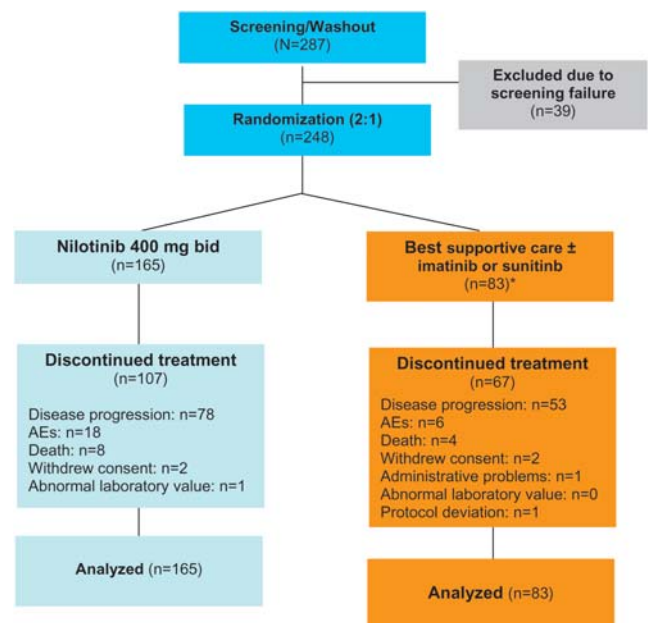 Screening/Washout
(N=287)
Excluded due to
screening failure
(n=39)
Randomization (2:1)
(n=248)
Nilotinib 400 mg bid
(n=165)
Best supportive care ±
imatinib or sunitinb
(n=83)*
Discontinued treatment
(n=107)
Disease progression: n=78
AEs: n=18
Death: n=8
Withdrew consent: n=2
Abnormal laboratory value: n=1
Discontinued treatment
(n=67)
Disease progression: n=53
AEs: n=6
Death: n=4
Withdrew consent: n=2
Administrative problems: n=1
Abnormal laboratory value: n=0
Protocol deviation: n=1
Analyzed (n=165)
Analyzed (n=83)